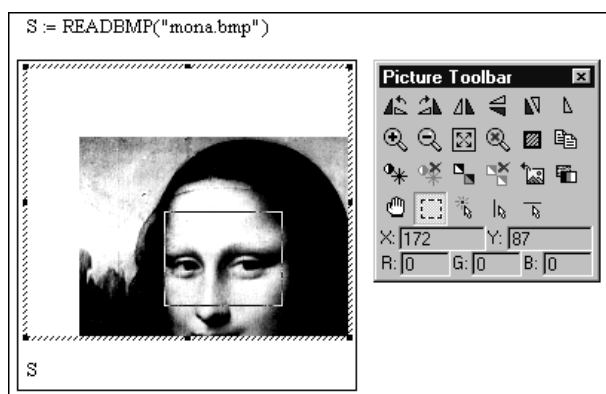 S := READBMP("mona.bmp")
Picture Toolbar
X: 172 Y: 87
R: 0 G: 0 B: 0
S